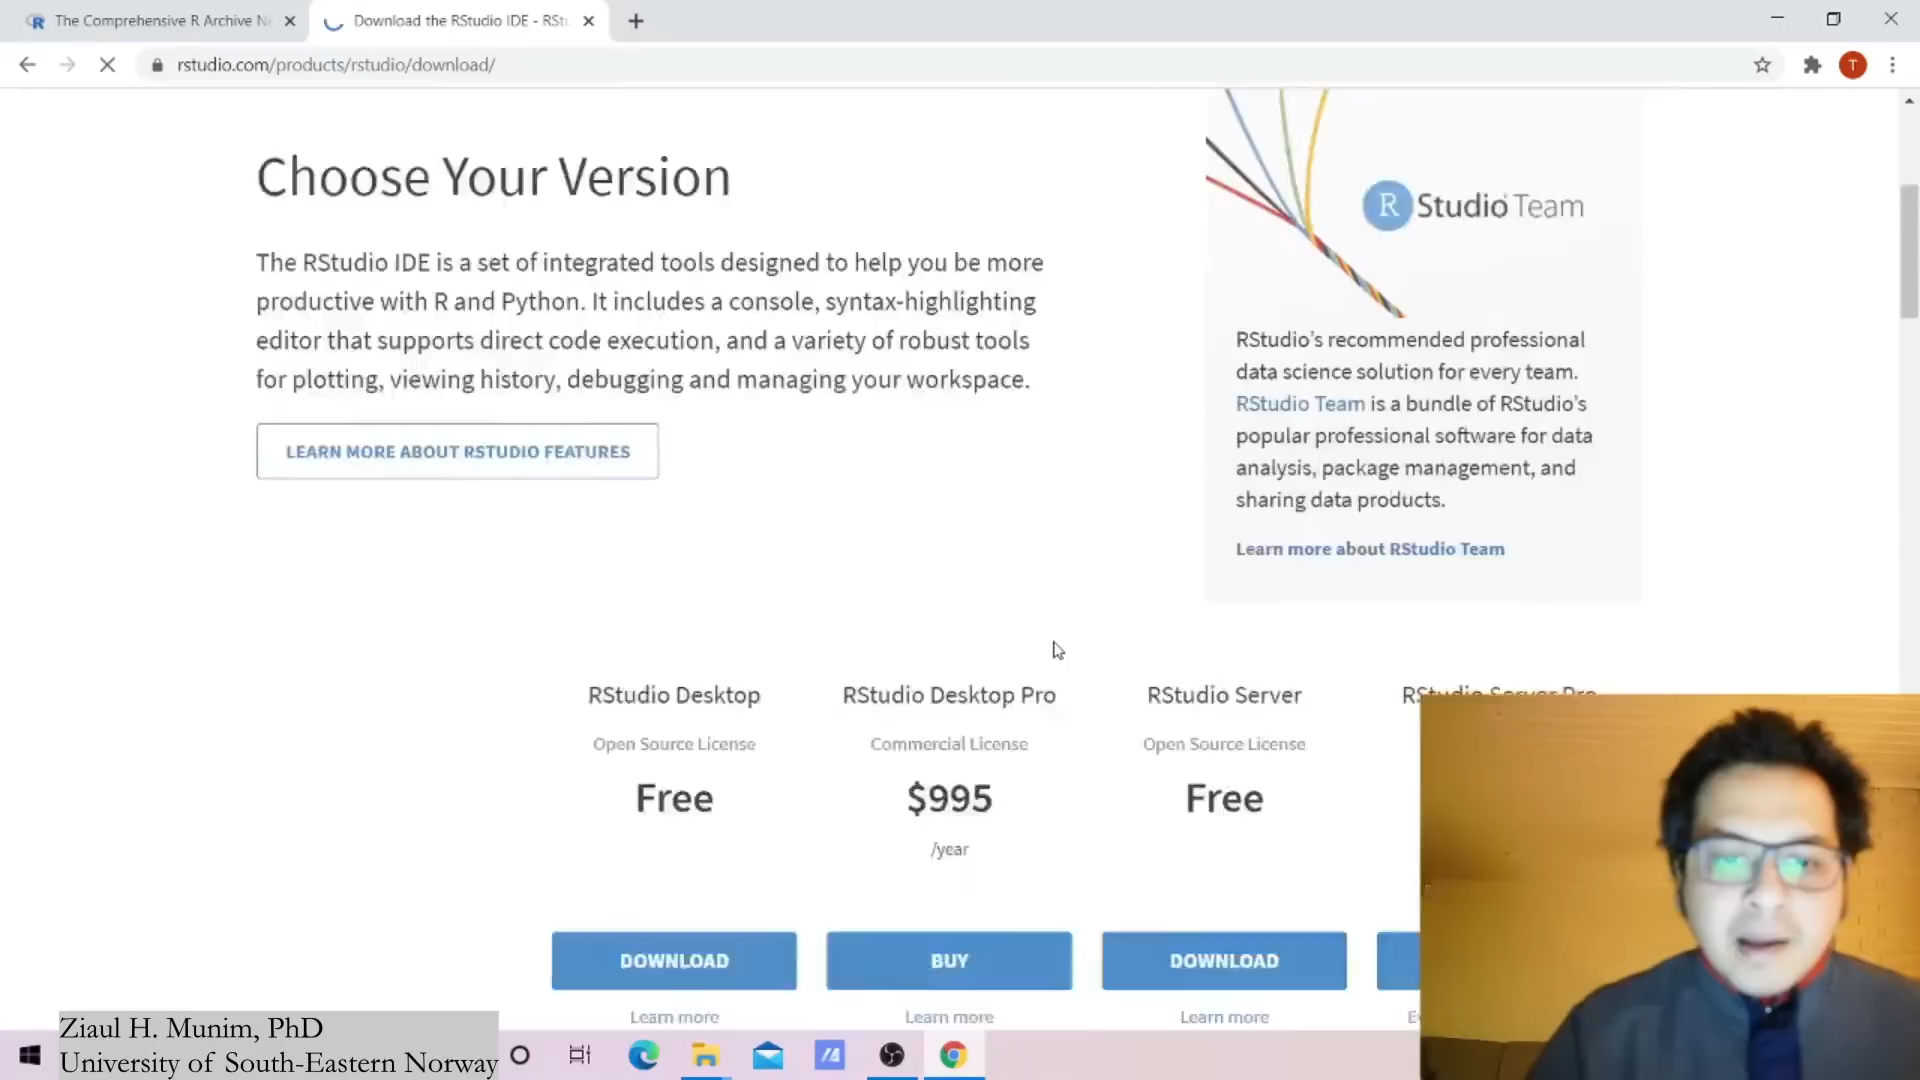 The Comprehensive R Archive Ne
Download the RStudio IDE - RStu
rstudio.com/products/rstudio/download/
T
Choose Your Version
The RStudio IDE is a set of integrated tools designed to help you be more
productive with R and Python. It includes a console, syntax-highlighting
editor that supports direct code execution, and a variety of robust tools
for plotting, viewing history, debugging and managing your workspace.
LEARN MORE ABOUT RSTUDIO FEATURES
R Studio Team
RStudio's recommended professional
data science solution for every team.
RStudio Team is a bundle of RStudio's
popular professional software for data
analysis, package management, and
sharing data products.
Learn more about RStudio Team
RStudio Desktop
Open Source License
Free
DOWNLOAD
Learn more
RStudio Desktop Pro
Commercial License
$995
/year
BUY
Learn more
RStudio Server
Open Source License
Free
DOWNLOAD
Learn more
RStudio Server Pro
Ziaul H. Munim, PhD
University of South-Eastern Norway